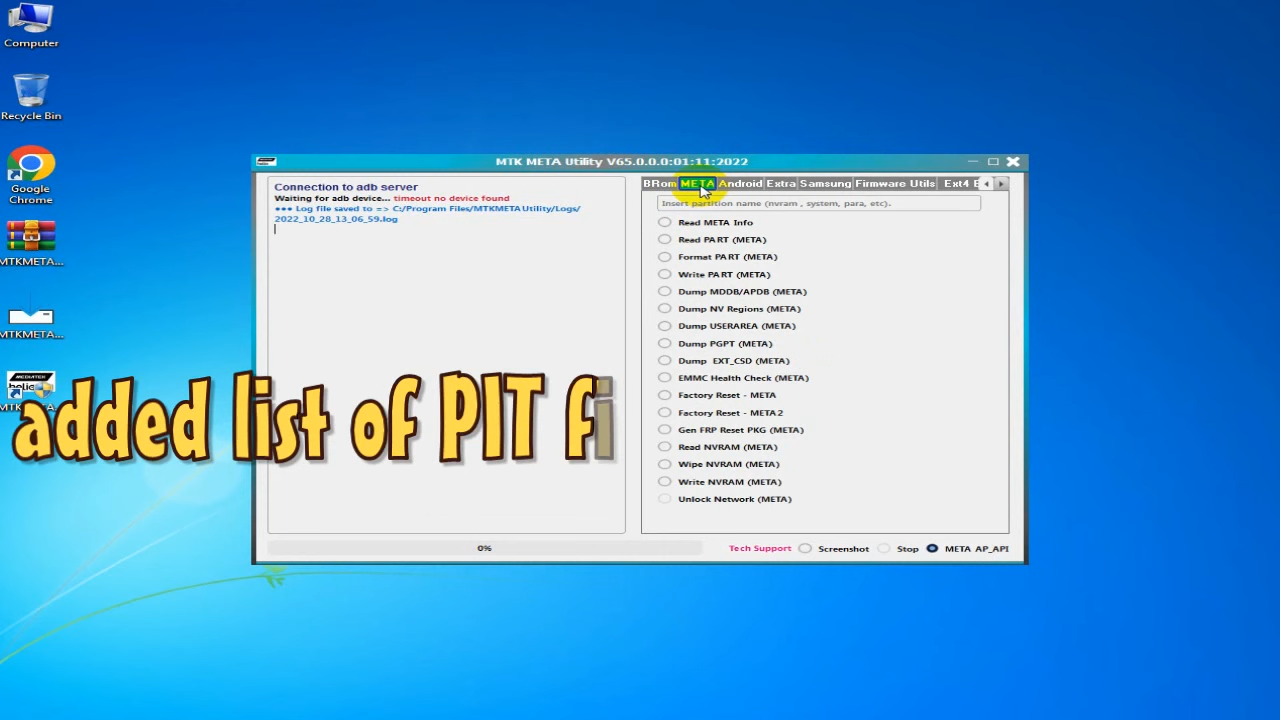 Computer
Recycle Bin
Google
Chrome
MTKMETA...
MTKMETA...
MTK META Utility V65.0.0.0:01:11:2022
Connection to adb server
Waiting for adb device... timeout no device found
*** Log file saved to => C:/Program Files/MTKMETAUtility/Logs/
2022_10_28_13_06_59.log
0%
BRom META Android Extra Samsung Firmware Utils Ext4 E
Insert partition name (nvram , system, para, etc).
Read META Info
Read PART (META)
Format PART (META)
Write PART (META)
Dump MDDB/APDB (META)
Dump NV Regions (META)
Dump USERAREA (META)
Dump PGPT (META)
Dump EXT_CSD (META)
EMMC Health Check (META)
Factory Reset - META
Factory Reset - META2
Gen FRP Reset PKG (META)
Read NVRAM (META)
Wipe NVRAM (META)
Write NVRAM (META)
Unlock Network (META)
Tech Support Screenshot Stop META AP_API
added list of PIT fi